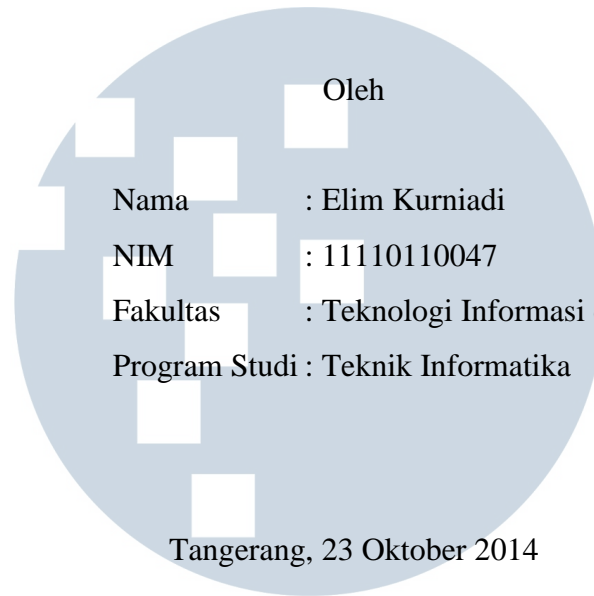 Oleh
Nama : Elim Kurniadi
NIM : 11110110047
Fakultas : Teknologi Informasi
Program Studi : Teknik Informatika
Tangerang, 23 Oktober 2014